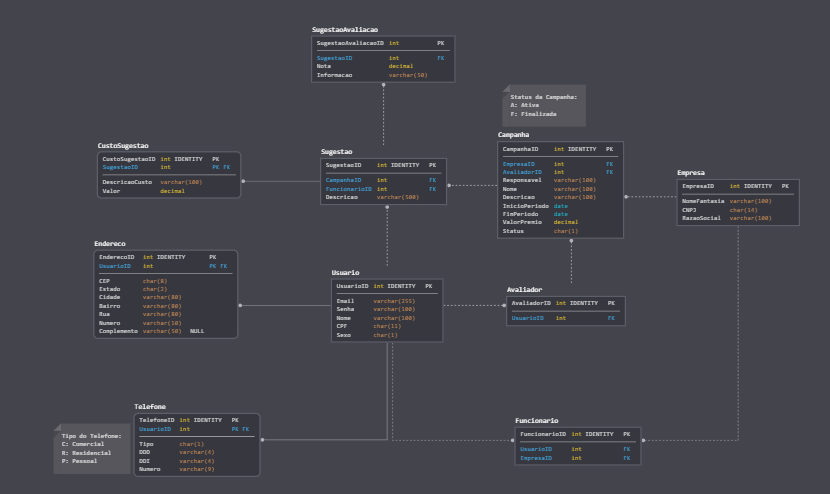 SugestaoAvaliacao
SugestaoAvaliacaoID int PK
SugestaoID int FK
Nota decimal
Informacao varchar(50)
Status de Campanha:
A: Ativa
F: Finalizada
Campanha
CampanhaID int IDENTITY PK
EmpresaID int FK
AvaliadorID int FK
Responsavel varchar(100)
Nome varchar(100)
Descricao varchar(100)
InicioPeriodo date
FimPeriodo date
ValorPremio decimal
Status char(1)
CustoSugestao
CustoSugestaoID int IDENTITY PK
SugestaoID int PK FK
DescricaoCusto varchar(100)
Valor decimal
Sugestao
SugestaoID int IDENTITY PK
CampanhaID int FK
FuncionarioID int FK
Descricao varchar(500)
Empresa
EmpresaID int IDENTITY PK
NomeFantasia varchar(100)
CNPJ char(14)
RazaoSocial varchar(100)
Endereco
EnderecoID int IDENTITY PK
UsuarioID int PK FK
CEP char(8)
Estado char(2)
Cidade varchar(80)
Bairro varchar(80)
Rua varchar(80)
Numero varchar(10)
Complemento varchar(50) NULL
Usuario
UsuarioID int IDENTITY PK
Email varchar(255)
Senha varchar(100)
Nome varchar(100)
CPF char(11)
Sexo char(1)
Avaliador
AvaliadorID int IDENTITY PK
UsuarioID int FK
Telefone
TelefoneID int IDENTITY PK
UsuarioID int PK FK
Tipo char(1)
DDD varchar(4)
DDI varchar(4)
Numero varchar(9)
Tipo do Telefone:
C: Comercial
R: Residencial
P: Pessoal
Funcionario
FuncionarioID int IDENTITY PK
UsuarioID int FK
EmpresaID int FK